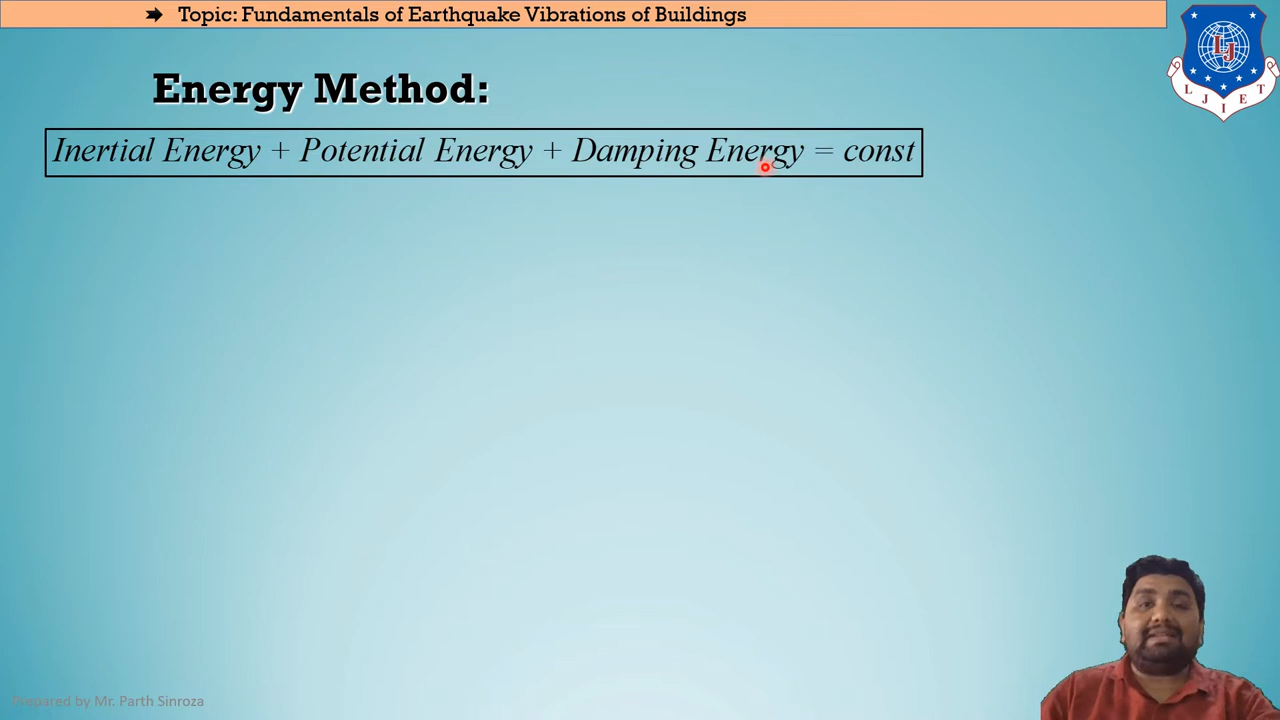 Topic: Fundamentals of Earthquake Vibrations of Buildings
LJ
L J I E T
Energy Method:
Inertial Energy + Potential Energy + Damping Energy = const
Prepared by Mr. Parth Sinroza